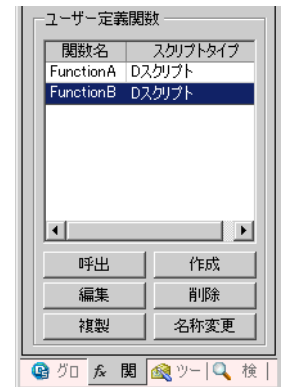 ユーザー定義関数
関数名 スクリプトタイプ
FunctionA Dスクリプト
FunctionB Dスクリプト
呼出 作成
編集 削除
複製 名称変更
グロ fx 関 ツー 検